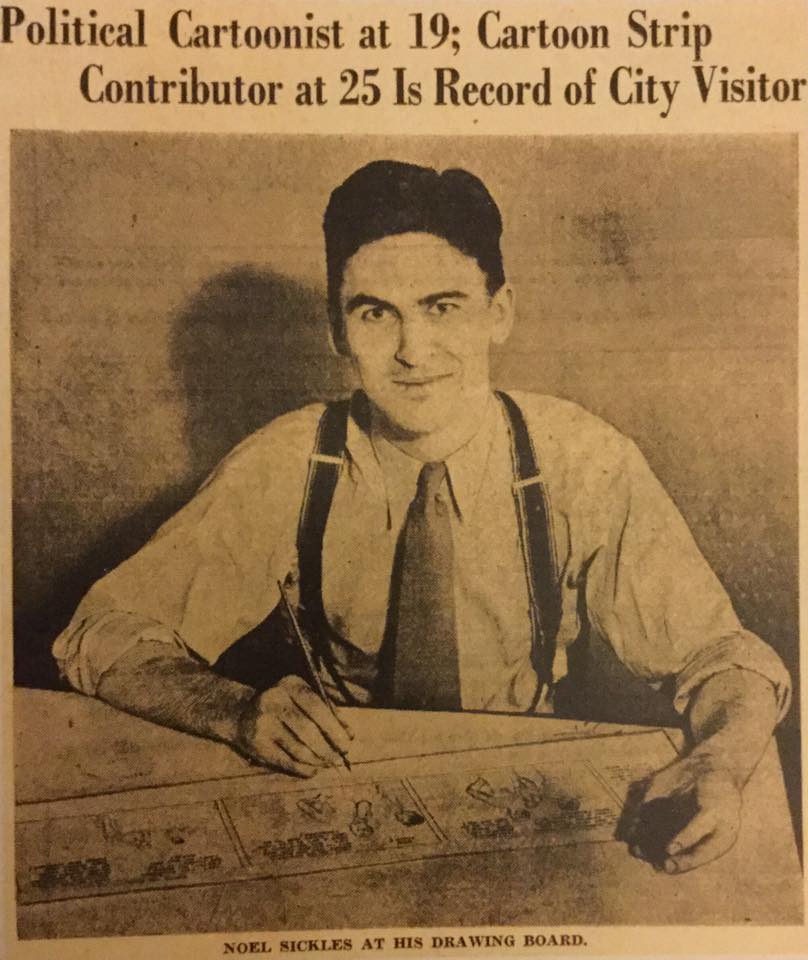 Political Cartoonist at 19; Cartoon Strip
Contributor at 25 Is Record of City Visitor
NOEL SICKLES AT HIS DRAWING BOARD.